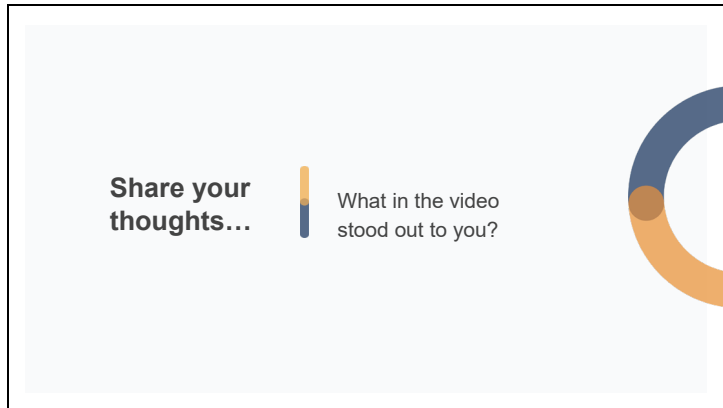 Share your
thoughts…
What in the video
stood out to you?